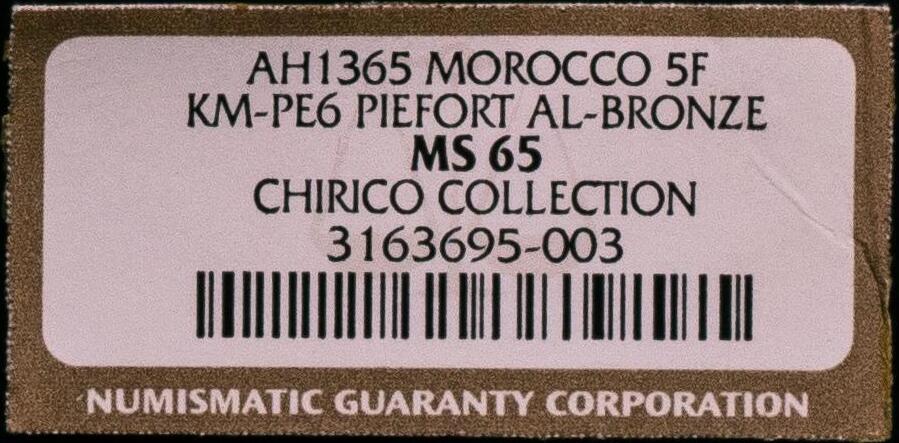 AH1365 MOROCCO 5F
KM-PE6 PIEFORT AL-BRONZE
MS 65
CHIRICO COLLECTION
3163695-003
NUMISMATIC GUARANTY CORPORATION